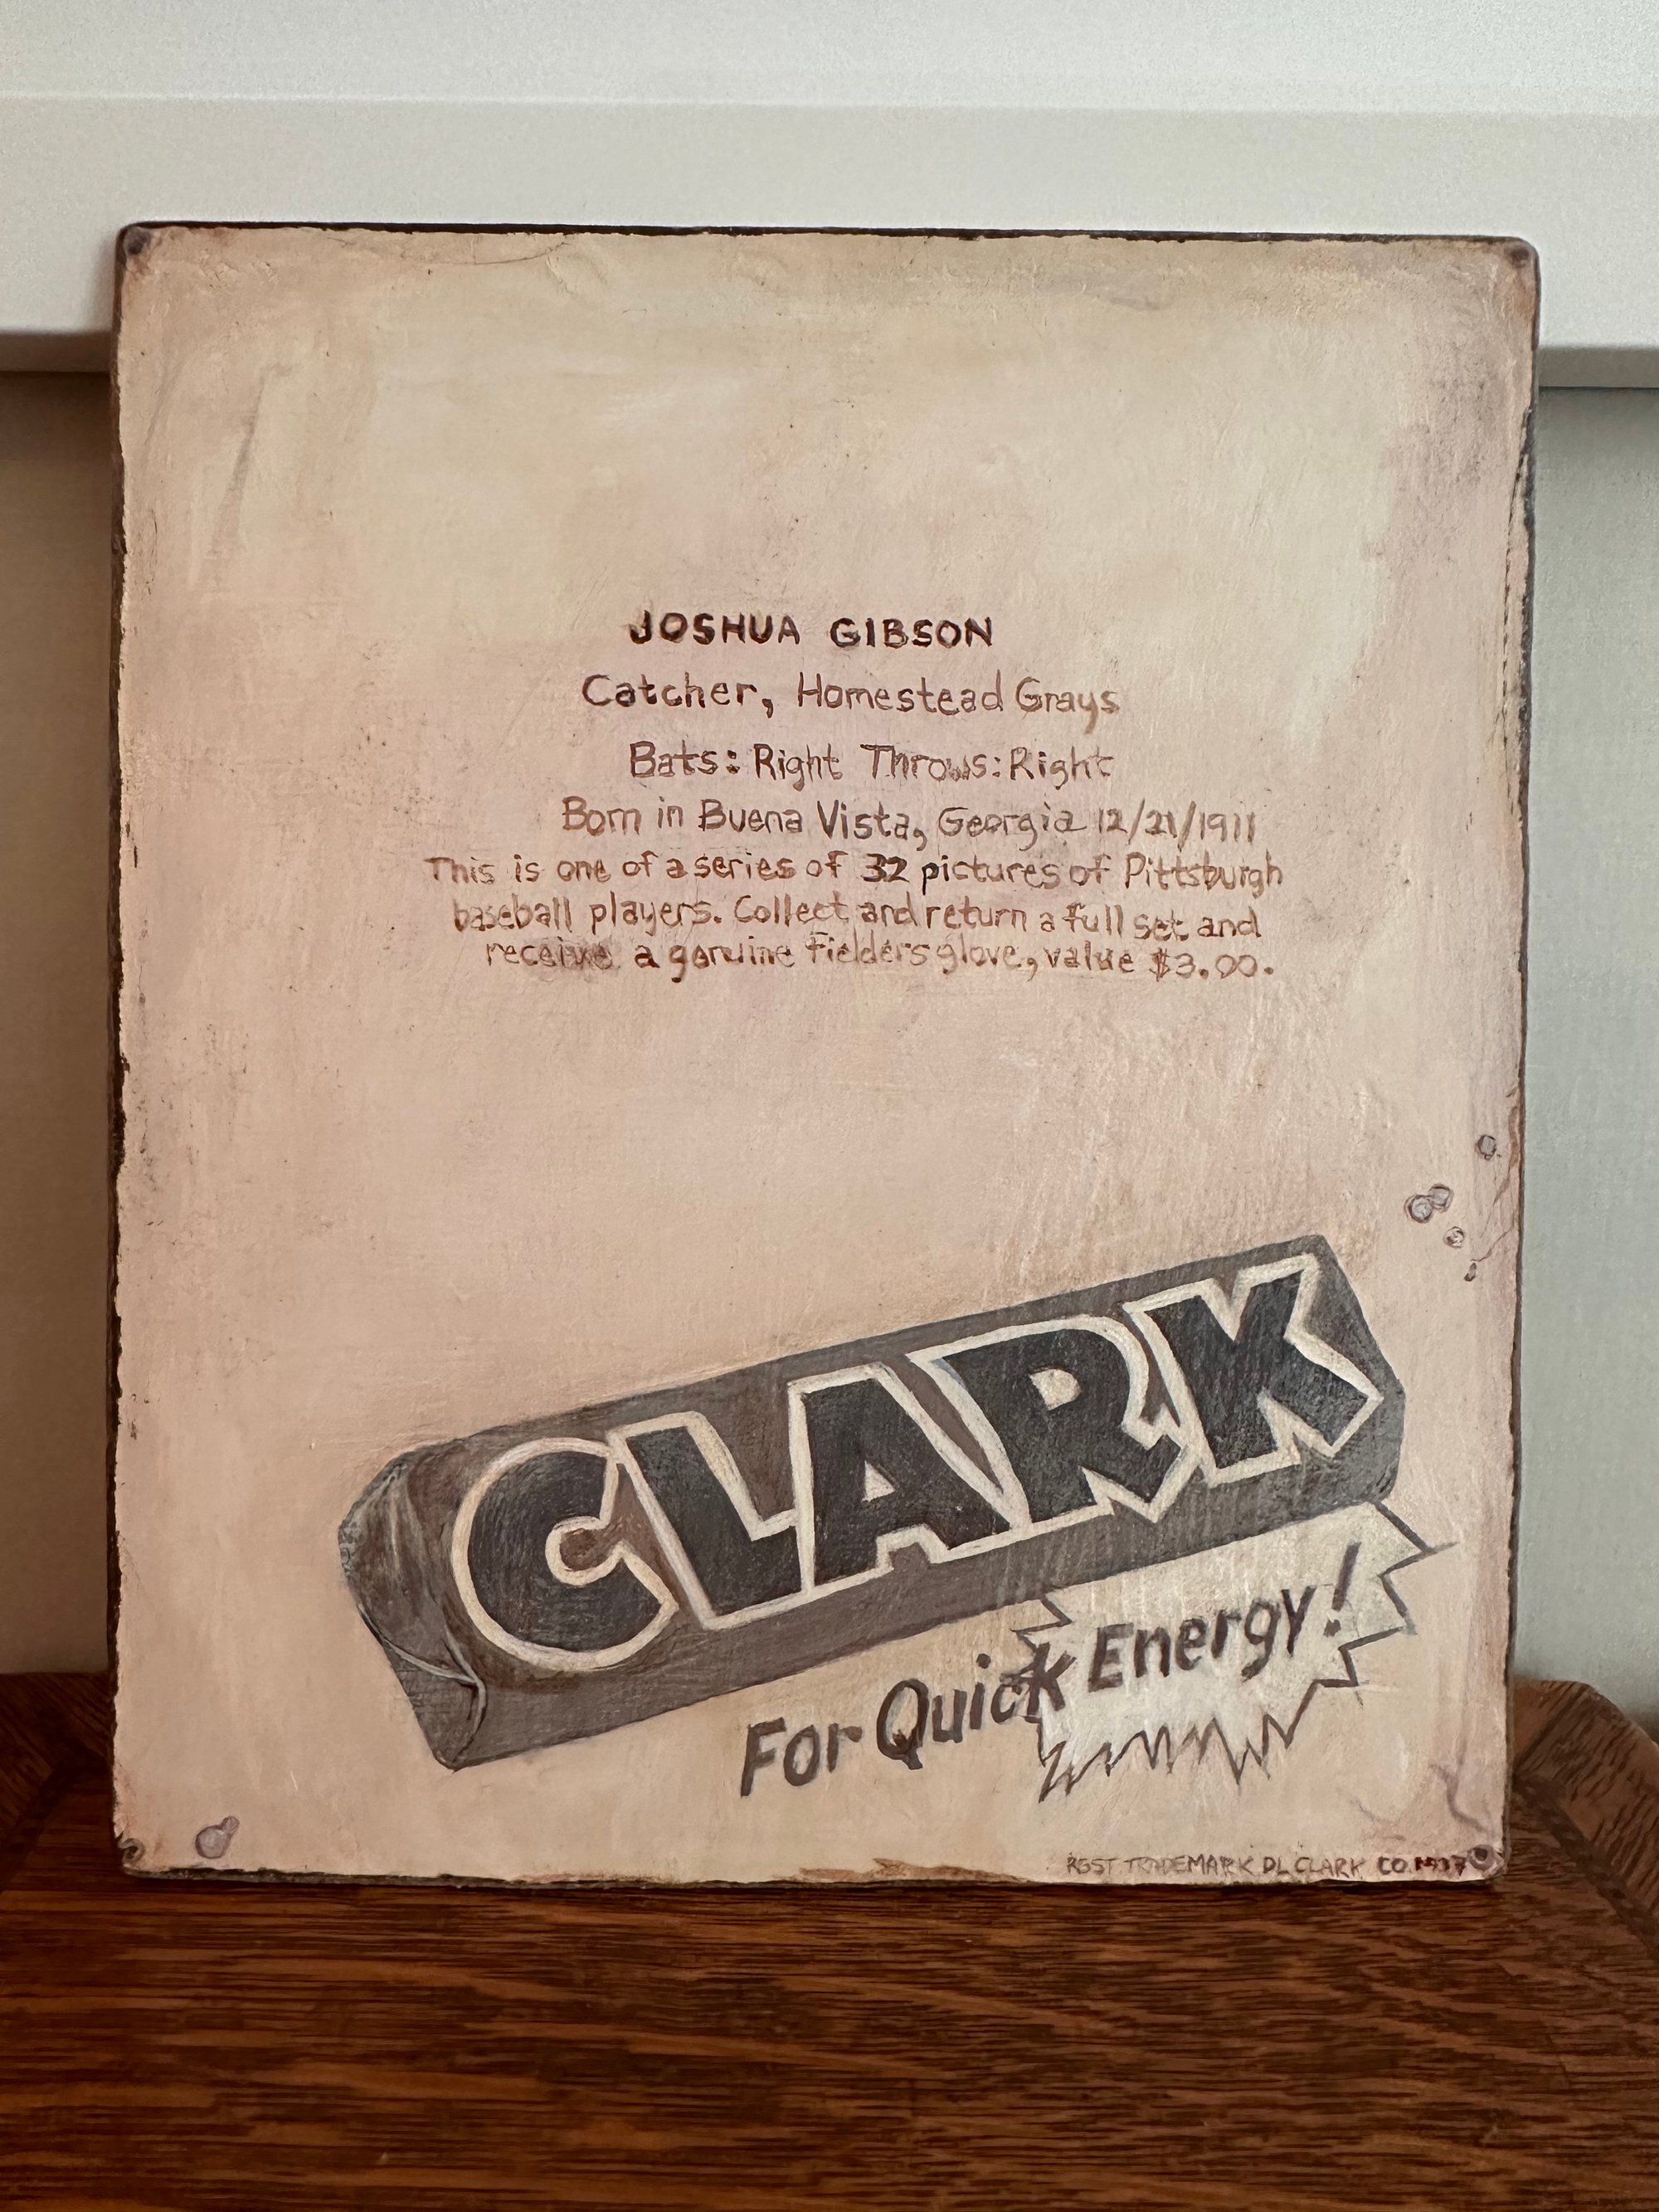 JOSHUA GIBSON
Catcher, Homestead Grays
Bats: Right Throws: Right
Born in Buena Vista, Georgia 12/21/1911
This is one of a series of 32 pictures of Pittsburgh
baseball players. Collect and return a full set and
receive a genuine fielders glove, value $3.00.
CLARK
For Quick Energy!
RGST. TRADEMARK DL CLARK CO.